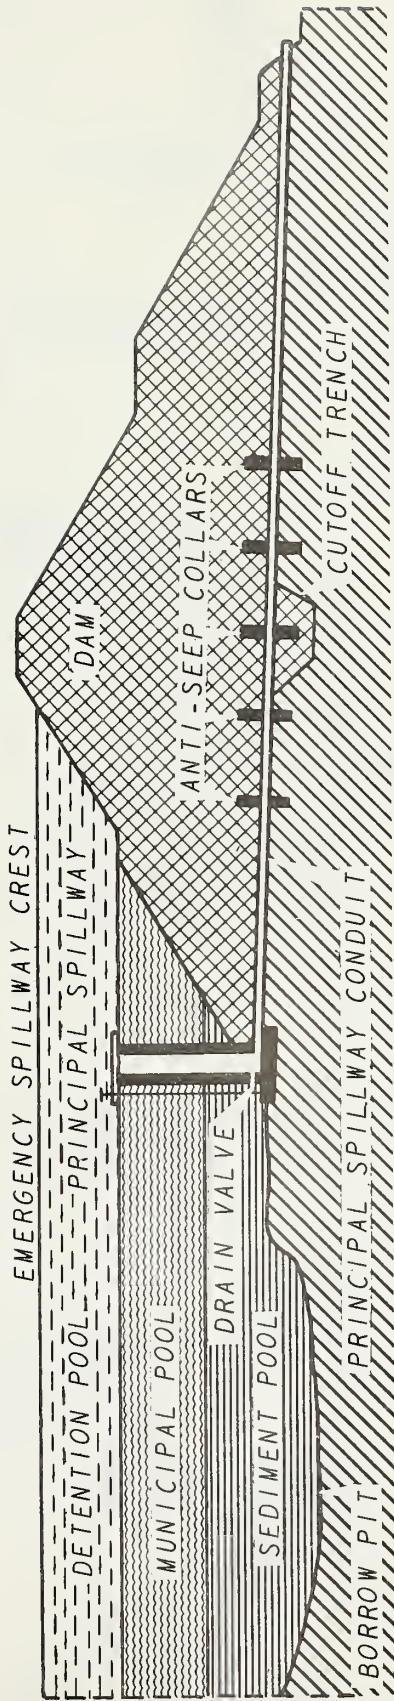 EMERGENCY SPILLWAY CREST
DETENTION POOL
PRINCIPAL SPILLWAY
DAM
MUNICIPAL POOL
ANTI-SEEP COLLARS
DRAIN VALVE
SEDIMENT POOL
CUTOFF TRENCH
PRINCIPAL SPILLWAY CONDUIT
BORROW PIT